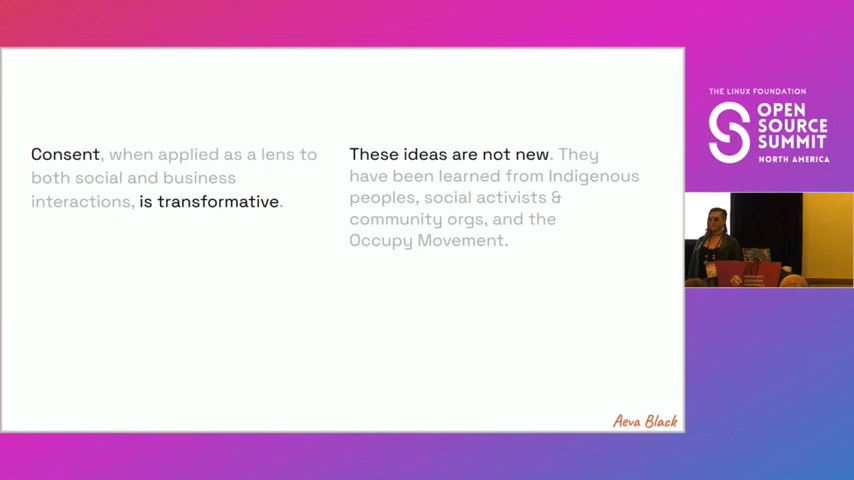 Consent, when applied as a lens to
both social and business
interactions, is transformative.
These ideas are not new. They
have been learned from Indigenous
peoples, social activists &
community orgs, and the
Occupy Movement.
Aeva Black
THE LINUX FOUNDATION
OPEN
SOURCE
SUMMIT
NORTH AMERICA